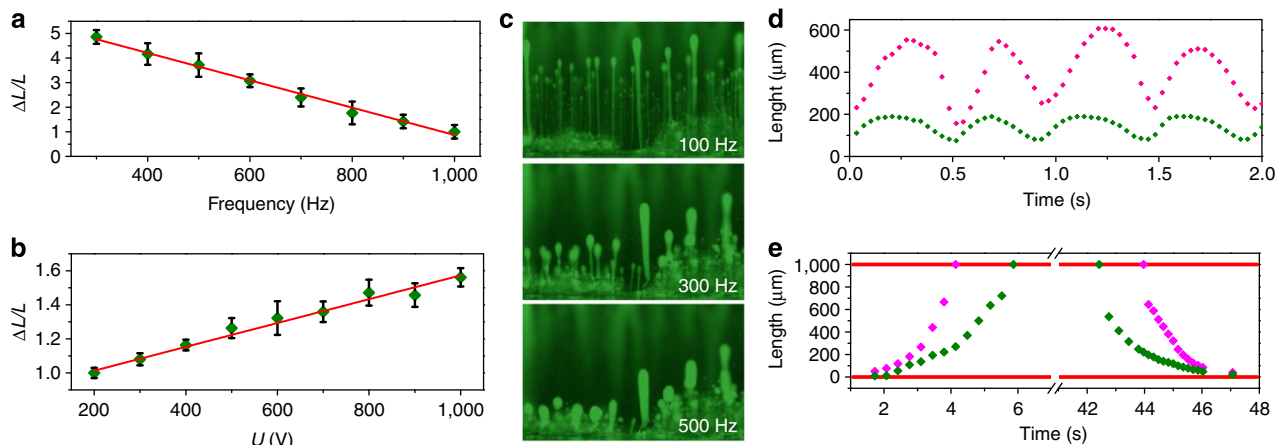 a
5
4
3
2
1
0
ΔL/L
400 600 800 1,000
Frequency (Hz)
b
1.6
1.4
1.2
1.0
ΔL/L
200 400 600 800 1,000
U (V)
c
100 Hz
300 Hz
500 Hz
d
600
400
200
0
Lenght (μm)
0.0 0.5 1.0 1.5 2.0
Time (s)
e
1,000
800
600
400
200
0
Length (μm)
2 4 6 42 44 46 48
Time (s)